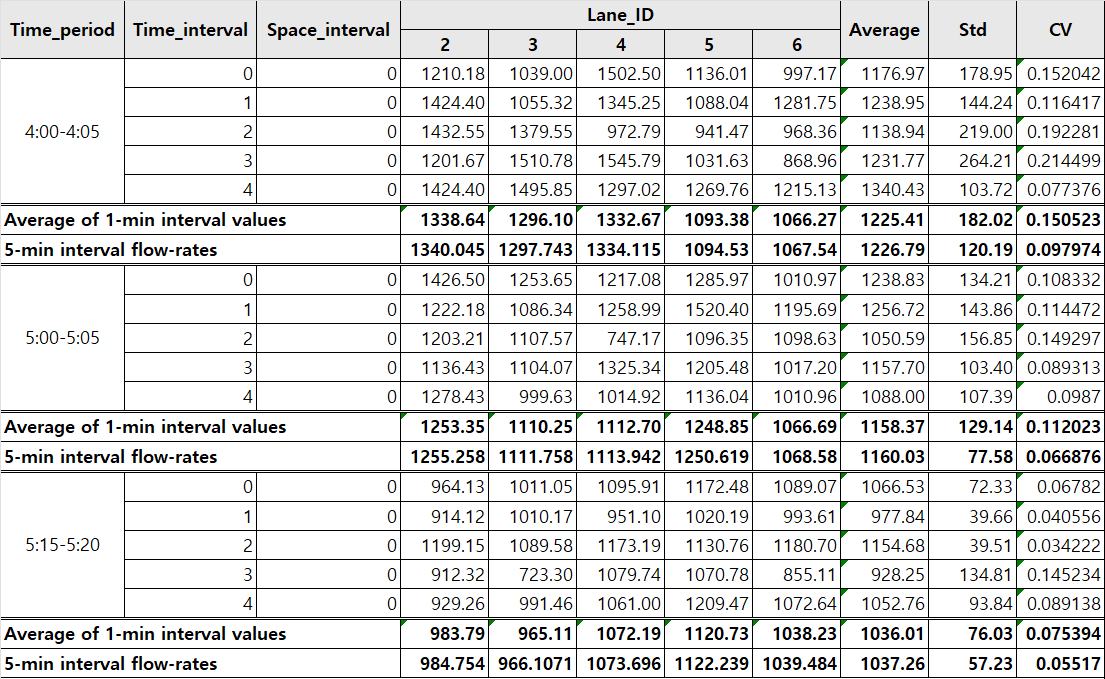 Time_period Time_interval Space_interval Lane_ID Average Std CV
2 3 4 5 6
4:00-4:05
0 0 1210.18 1039.00 1502.50 1136.01 997.17 1176.97 178.95 0.152042
1 0 1424.40 1055.32 1345.25 1088.04 1281.75 1238.95 144.24 0.116417
2 0 1432.55 1379.55 972.79 941.47 968.36 1138.94 219.00 0.192281
3 0 1201.67 1510.78 1545.79 1031.63 868.96 1231.77 264.21 0.214499
4 0 1424.40 1495.85 1297.02 1269.76 1215.13 1340.43 103.72 0.077376
Average of 1-min interval values 1338.64 1296.10 1332.67 1093.38 1066.27 1225.41 182.02 0.150523
5-min interval flow-rates 1340.045 1297.743 1334.115 1094.53 1067.54 1226.79 120.19 0.097974
5:00-5:05
0 0 1426.50 1253.65 1217.08 1285.97 1010.97 1238.83 134.21 0.108332
1 0 1222.18 1086.34 1258.99 1520.40 1195.69 1256.72 143.86 0.114472
2 0 1203.21 1107.57 747.17 1096.35 1098.63 1050.59 156.85 0.149297
3 0 1136.43 1104.07 1325.34 1205.48 1017.20 1157.70 103.40 0.089313
4 0 1278.43 999.63 1014.92 1136.04 1010.96 1088.00 107.39 0.0987
Average of 1-min interval values 1253.35 1110.25 1112.70 1248.85 1066.69 1158.37 129.14 0.112023
5-min interval flow-rates 1255.258 1111.758 1113.942 1250.619 1068.58 1160.03 77.58 0.066876
5:15-5:20
0 0 964.13 1011.05 1095.91 1172.48 1089.07 1066.53 72.33 0.06782
1 0 914.12 1010.17 951.10 1020.19 993.61 977.84 39.66 0.040556
2 0 1199.15 1089.58 1173.19 1130.76 1180.70 1154.68 39.51 0.034222
3 0 912.32 723.30 1079.74 1070.78 855.11 928.25 134.81 0.145234
4 0 929.26 991.46 1061.00 1209.47 1072.64 1052.76 93.84 0.089138
Average of 1-min interval values 983.79 965.11 1072.19 1120.73 1038.23 1036.01 76.03 0.075394
5-min interval flow-rates 984.754 966.1071 1073.696 1122.239 1039.484 1037.26 57.23 0.05517